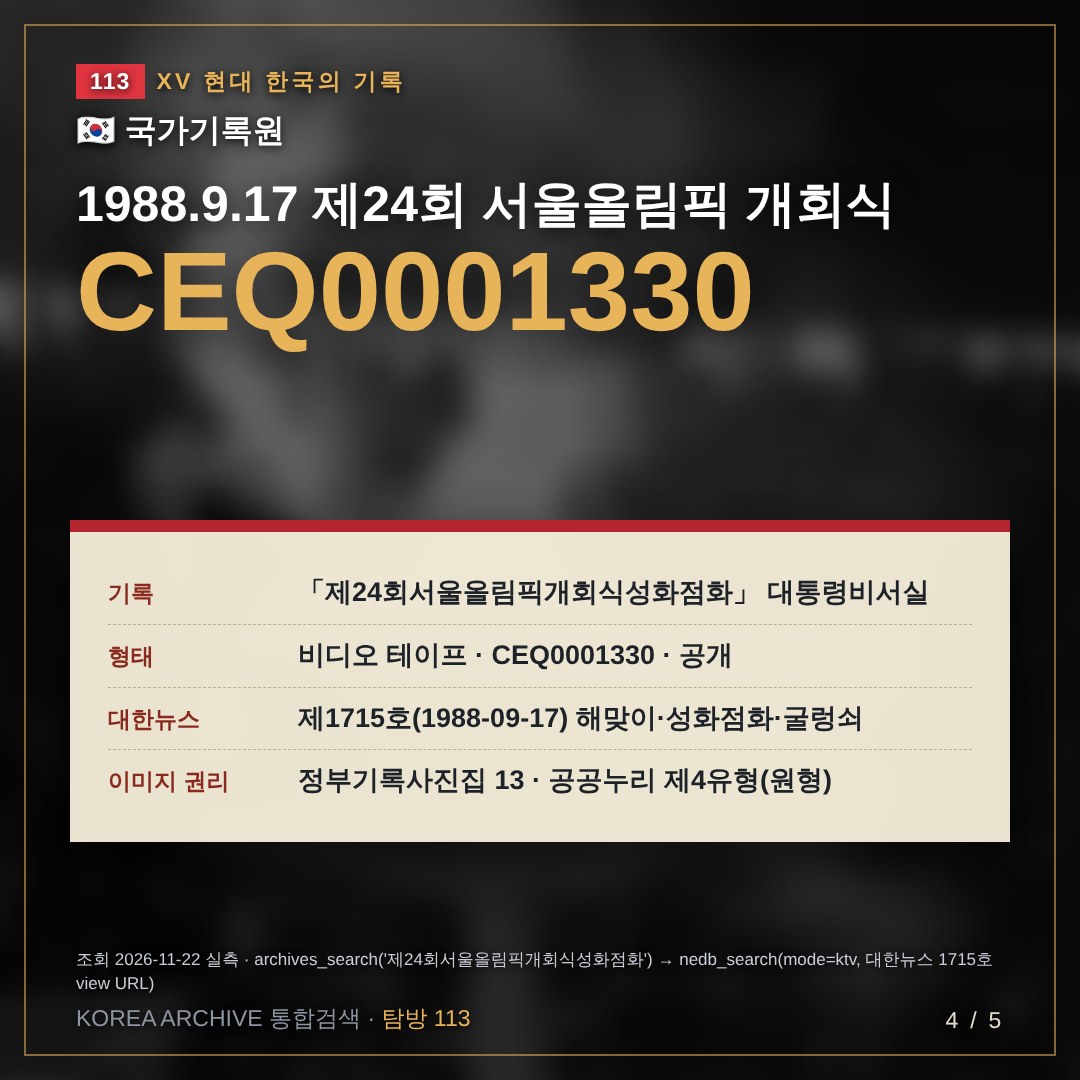 113 XV 현대 한국의 기록
🇰🇷 국가기록원
1988.9.17 제24회 서울올림픽 개회식
CEQ0001330
기록 「제24회서울올림픽개회식성화점화」 대통령비서실
형태 비디오 테이프 · CEQ0001330 · 공개
대한뉴스 제1715호(1988-09-17) 해맞이·성화점화·굴렁쇠
이미지 권리 정부기록사진집 13 · 공공누리 제4유형(원형)
조회 2026-11-22 실측 · archives_search('제24회서울올림픽개회식성화점화') → nedb_search(mode=ktv, 대한뉴스 1715호
view URL)
KOREA ARCHIVE 통합검색 · 탐방 113
4 / 5